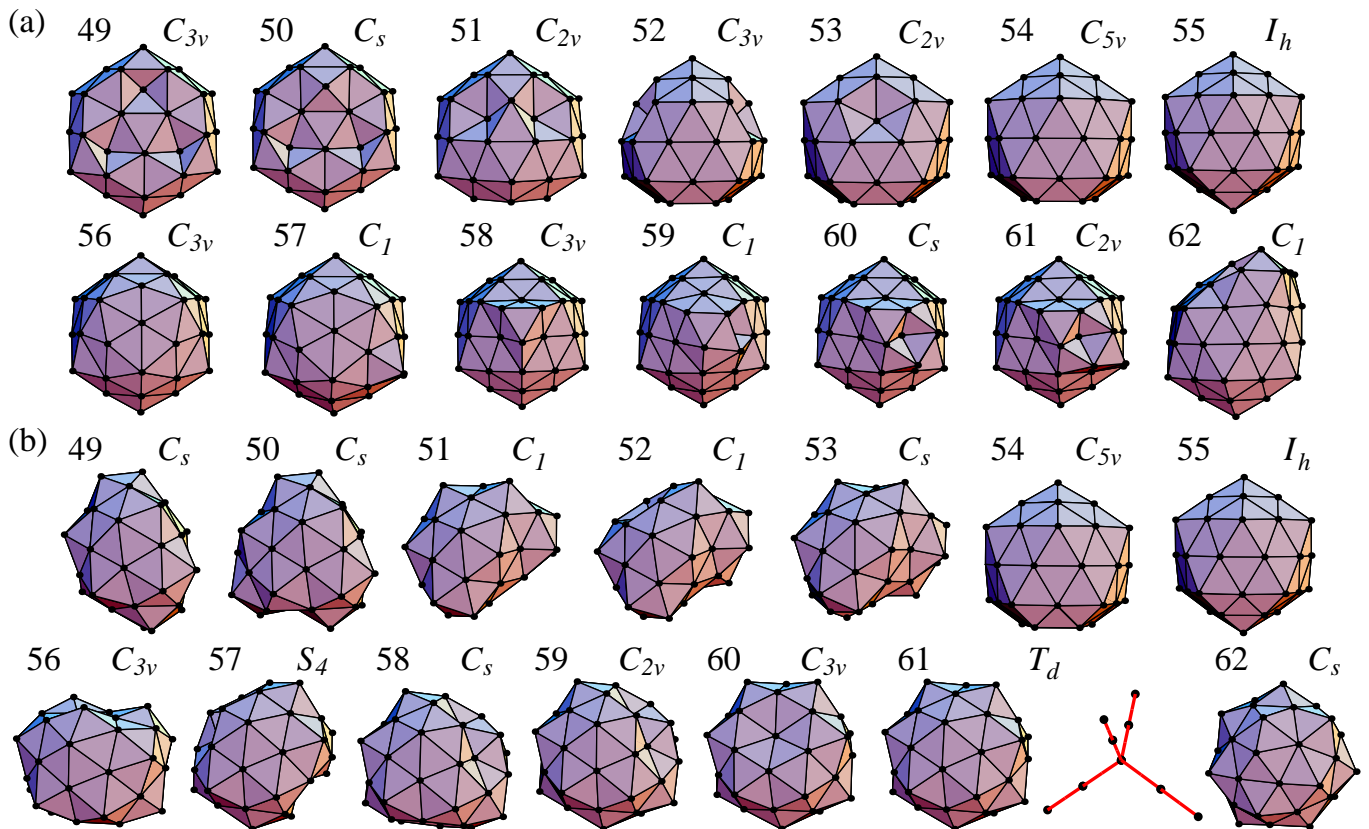 (a) 49 C3v 50 Cs 51 C2v 52 C3v 53 C2v 54 C5v 55 Ih
56 C3v 57 C1 58 C3v 59 C1 60 Cs 61 C2v 62 C1
(b) 49 Cs 50 Cs 51 C1 52 C1 53 Cs 54 C5v 55 Ih
56 C3v 57 S4 58 Cs 59 C2v 60 C3v 61 Td 62 Cs